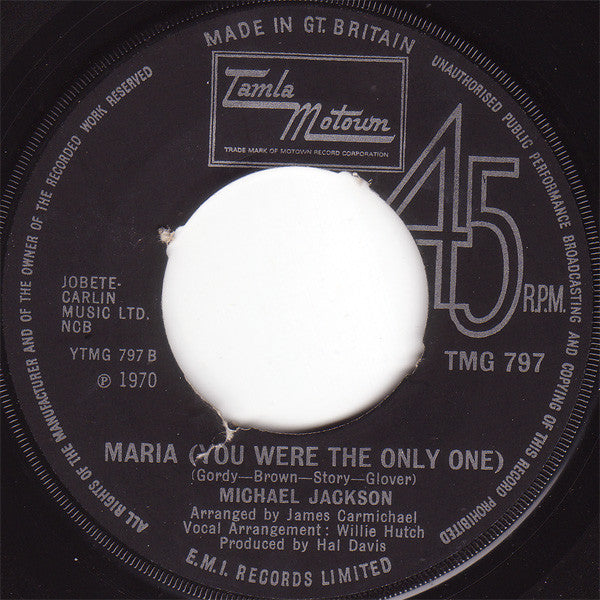 MADE IN GT. BRITAIN
UNAUTHORISED PUBLIC PERFORMANCE BROADCASTING AND COPYING OF THIS RECORD PROHIBITED
ALL RIGHTS OF THE MANUFACTURER AND OF THE OWNER OF THE RECORDED WORK RESERVED
Tamla
Motown
TRADE MARK OF MOTOWN RECORD CORPORATION
45
R.P.M.
JOBETE-
CARLIN
MUSIC LTD.
NCB
YTMG 797 B
℗ 1970
TMG 797
MARIA (YOU WERE THE ONLY ONE)
(Gordy—Brown—Story—Glover)
MICHAEL JACKSON
Arranged by James Carmichael
Vocal Arrangement : Willie Hutch
Produced by Hal Davis
E.M.I. RECORDS LIMITED